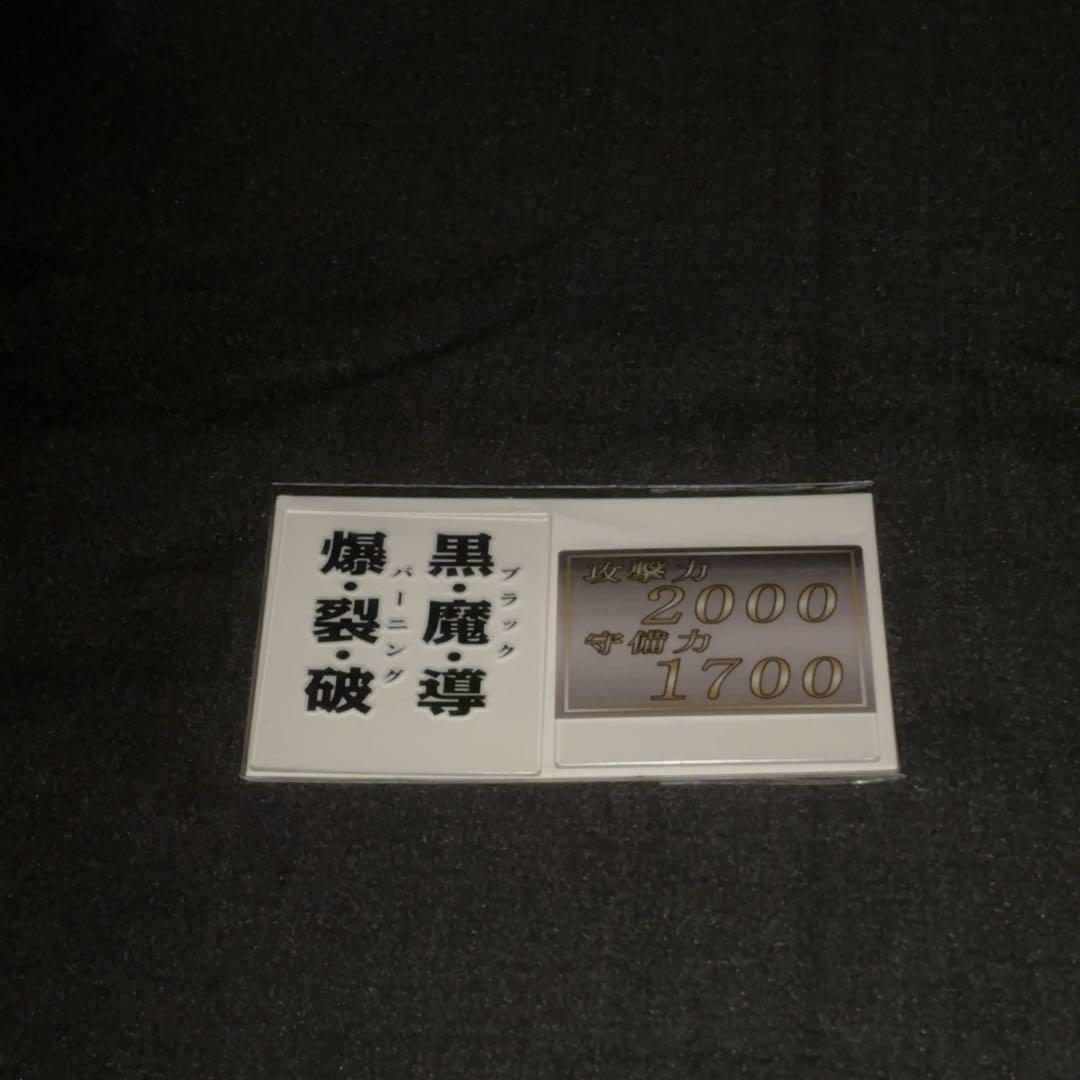 黒・魔・導
ブラック
爆・裂・破
バーニング
攻撃力
2000
守備力
1700